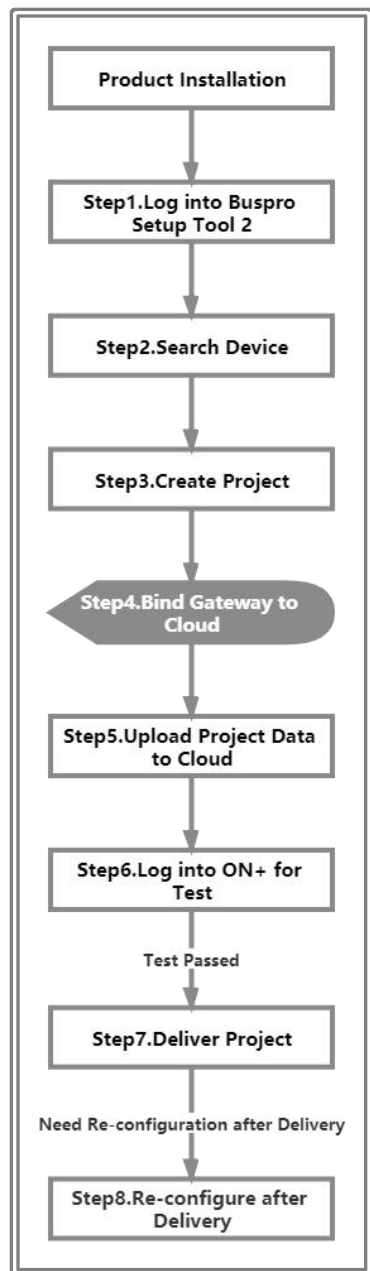 Product Installation
Step1.Log into Buspro
Setup Tool 2
Step2.Search Device
Step3.Create Project
Step4.Bind Gateway to
Cloud
Step5.Upload Project Data
to Cloud
Step6.Log into ON+ for
Test
Test Passed
Step7.Deliver Project
Need Re-configuration after Delivery
Step8.Re-configure after
Delivery